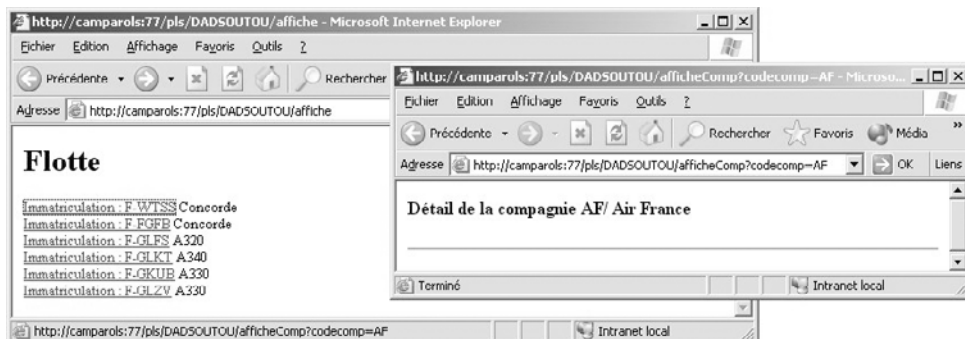 http://camparols:77/pls/DADSOUTOU/affiche - Microsoft Internet Explorer
Fichier Edition Affichage Favoris Outils ?
Précédente Rechercher
Adresse http://camparols:77/pls/DADSOUTOU/affiche
Flotte
Immatriculation : F-WTSS Concorde
Immatriculation : F-FGFB Concorde
Immatriculation : F-GLFS A320
Immatriculation : F-GLKT A340
Immatriculation : F-GKUB A330
Immatriculation : F-GLZV A330
http://camparols:77/pls/DADSOUTOU/afficheComp?codecomp=AF Intranet local
http://camparols:77/pls/DADSOUTOU/afficheComp?codecomp=AF - Microso...
Fichier Edition Affichage Favoris Outils ?
Précédente Rechercher Favoris Média »
Adresse http://camparols:77/pls/DADSOUTOU/afficheComp?codecomp=AF OK Liens
Détail de la compagnie AF/ Air France
Terminé Intranet local